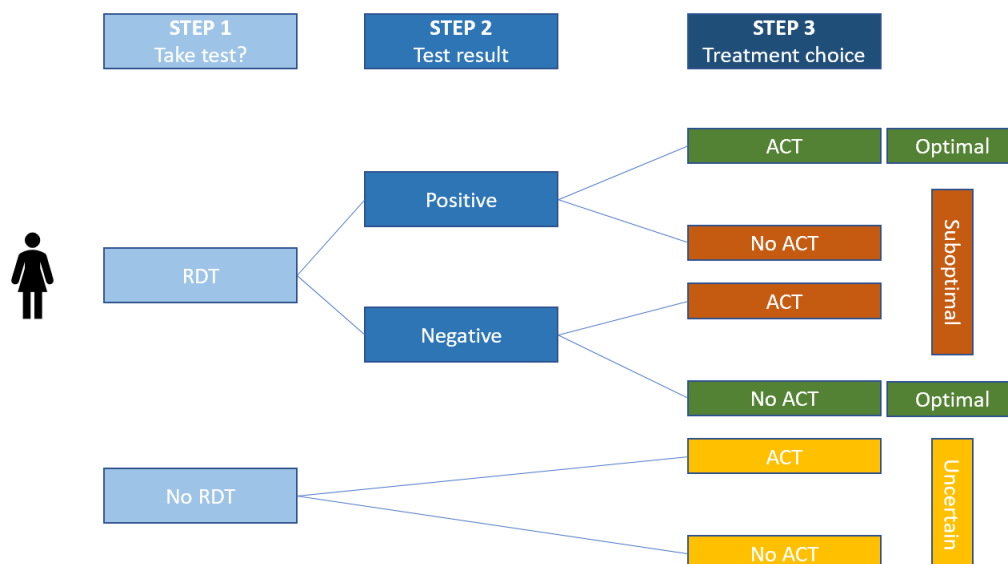 STEP 1
Take test?
STEP 2
Test result
STEP 3
Treatment choice
ACT
Optimal
Positive
No ACT
Suboptimal
RDT
ACT
Negative
No ACT
Optimal
ACT
Uncertain
No RDT
No ACT